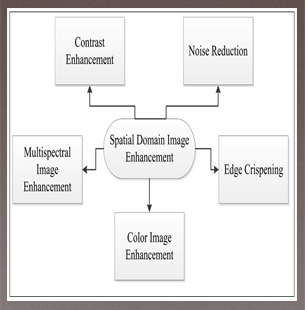 Contrast
Enhancement
Noise Reduction
Spatial Domain Image
Enhancement
Multispectral
Image
Enhancement
Edge Crispening
Color Image
Enhancement